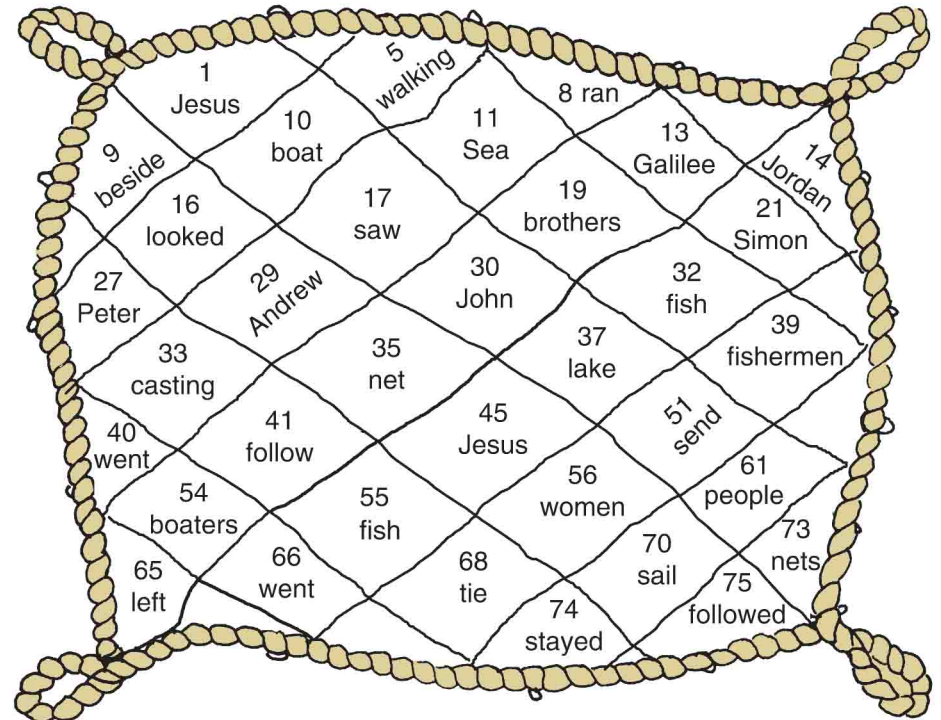 1
Jesus
5
walking
8 ran
9
beside
10
boat
11
Sea
13
Galilee
14
Jordan
16
looked
17
saw
19
brothers
21
Simon
27
Peter
29
Andrew
30
John
32
fish
33
casting
35
net
37
lake
39
fishermen
40
went
41
follow
45
Jesus
51
send
54
boaters
55
fish
56
women
61
people
65
left
66
went
68
tie
70
sail
73
nets
74
stayed
75
followed